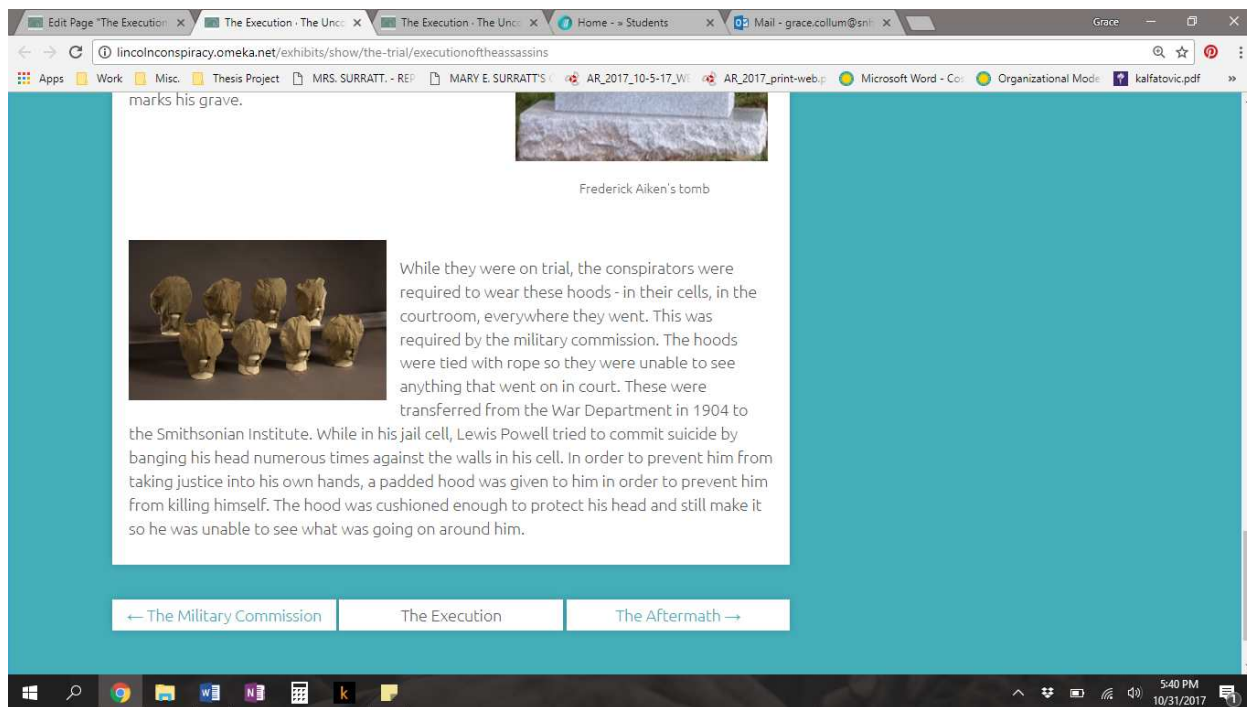 Edit Page "The Execution
The Execution · The Unco
The Execution · The Unco
Home - » Students
Mail - grace.collum@snh
Grace
lincolnconspiracy.omeka.net/exhibits/show/the-trial/executionoftheassassins
Apps
Work
Misc.
Thesis Project
MRS. SURRATT. - REP
MARY E. SURRATT'S
AR_2017_10-5-17_W
AR_2017_print-web.p
Microsoft Word - Co
Organizational Mode
kalfatovic.pdf
»
marks his grave.
Frederick Aiken's tomb
While they were on trial, the conspirators were
required to wear these hoods - in their cells, in the
courtroom, everywhere they went. This was
required by the military commission. The hoods
were tied with rope so they were unable to see
anything that went on in court. These were
transferred from the War Department in 1904 to
the Smithsonian Institute. While in his jail cell, Lewis Powell tried to commit suicide by
banging his head numerous times against the walls in his cell. In order to prevent him from
taking justice into his own hands, a padded hood was given to him in order to prevent him
from killing himself. The hood was cushioned enough to protect his head and still make it
so he was unable to see what was going on around him.
← The Military Commission
The Execution
The Aftermath →
5:40 PM
10/31/2017